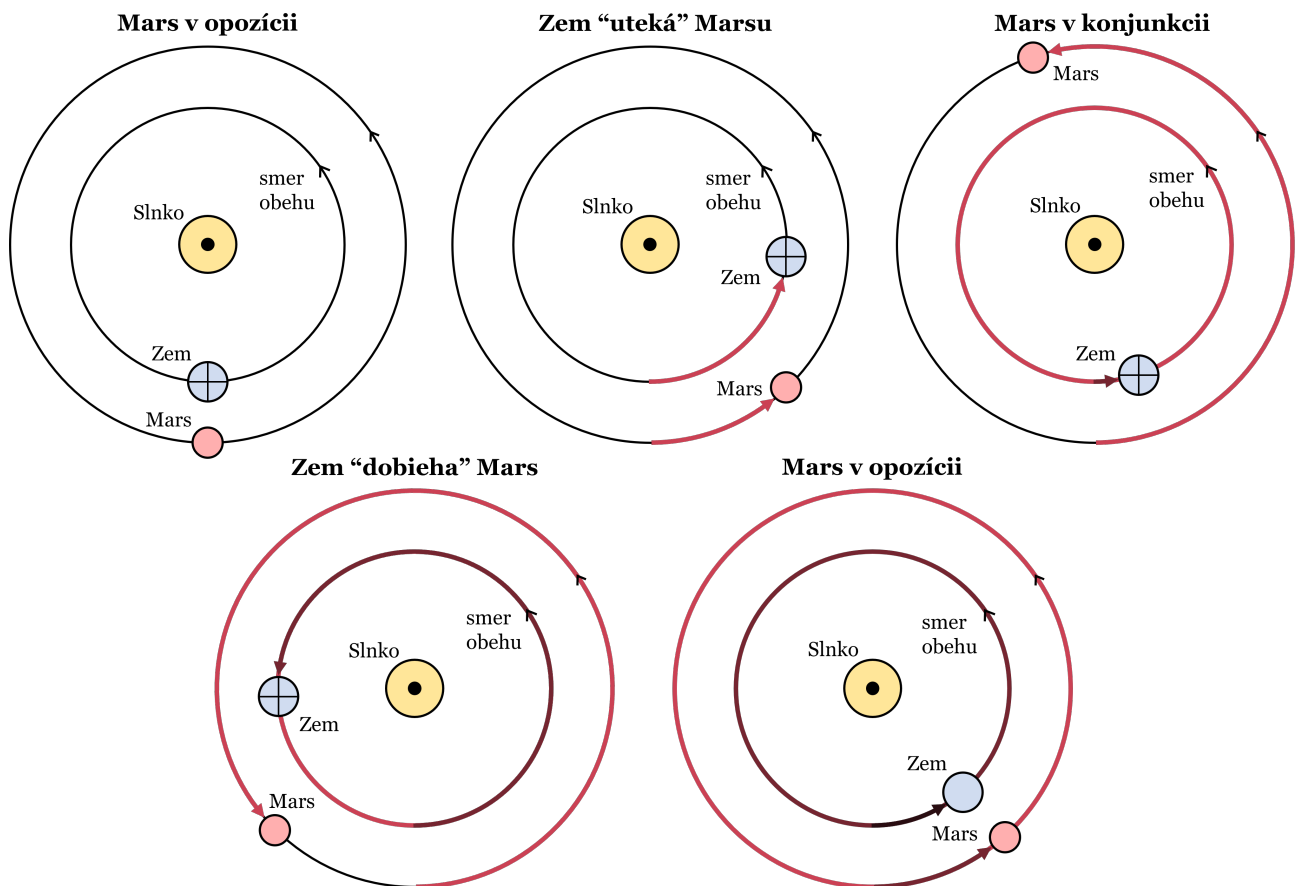 Mars v opozícii
smer
obehu
Slnko
Zem
Mars
Zem “uteká” Marsu
smer
obehu
Slnko
Zem
Mars
Mars v konjunkcii
Mars
smer
obehu
Slnko
Zem
Zem “dobieha” Mars
smer
obehu
Slnko
Zem
Mars
Mars v opozícii
smer
obehu
Slnko
Zem
Mars